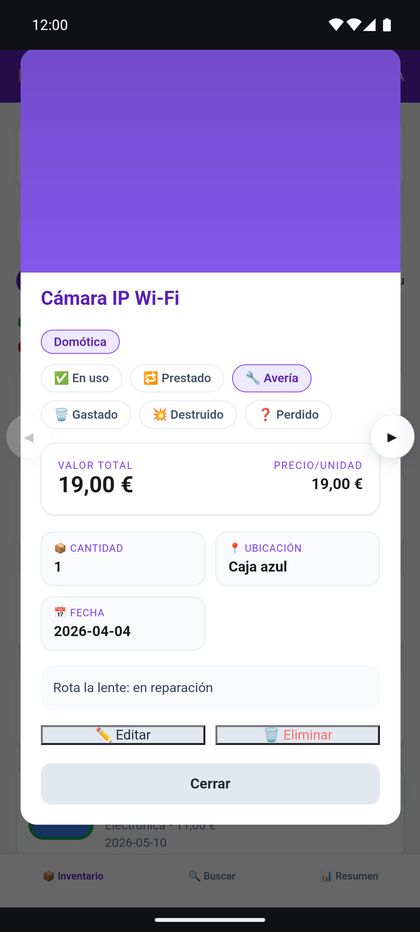 12:00
Cámara IP Wi-Fi
Domótica
✅ En uso 🔁 Prestado 🔧 Avería
🗑️ Gastado 💥 Destruido ❓ Perdido
◀ ▶
VALOR TOTAL PRECIO/UNIDAD
19,00 € 19,00 €
📦 CANTIDAD 📍 UBICACIÓN
1 Caja azul
📅 FECHA
2026-04-04
Rota la lente: en reparación
✏️ Editar 🗑️ Eliminar
Cerrar
Electrónica • 11,00 €
2026-05-10
📦 Inventario 🔍 Buscar 📊 Resumen